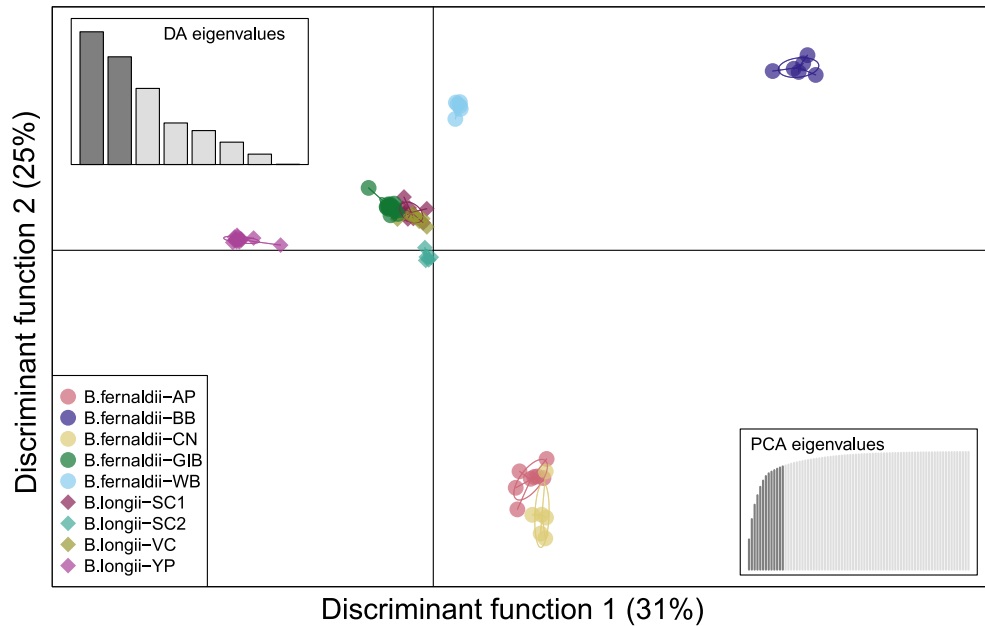 DA eigenvalues
Discriminant function 2 (25%)
B.fernaldii−AP
B.fernaldii−BB
B.fernaldii−CN
B.fernaldii−GIB
B.fernaldii−WB
B.longii−SC1
B.longii−SC2
B.longii−VC
B.longii−YP
PCA eigenvalues
Discriminant function 1 (31%)